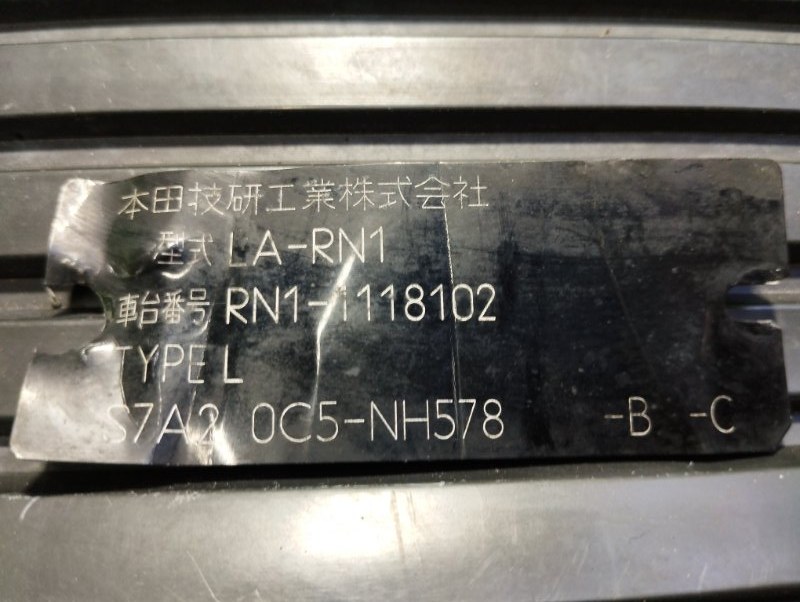 本田技研工業株式会社
型式 LA-RN1
車台番号 RN1-1118102
TYPE L
S7A2 0C5-NH578 -B -C